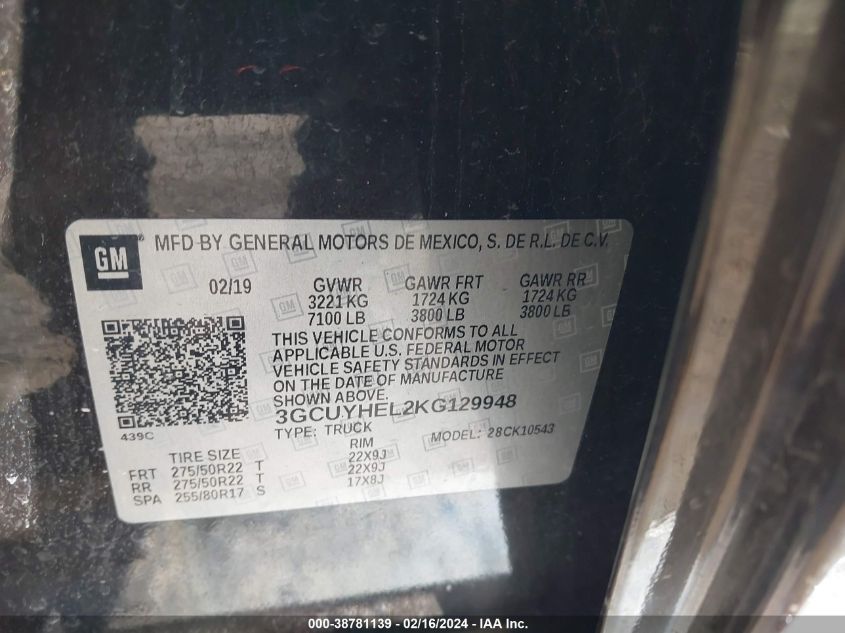 GM
MFD BY GENERAL MOTORS DE MEXICO, S. DE R.L. DE C.V.
02/19 GVWR GAWR FRT GAWR RR
3221 KG 1724 KG 1724 KG
7100 LB 3800 LB 3800 LB
THIS VEHICLE CONFORMS TO ALL
APPLICABLE U.S. FEDERAL MOTOR
VEHICLE SAFETY STANDARDS IN EFFECT
ON THE DATE OF MANUFACTURE
SHOWN ABOVE.
3GCUYHEL2KG129948
439C TYPE: TRUCK MODEL: 28CK10543
TIRE SIZE RIM
FRT 275/50R22 T 22X9J
RR 275/50R22 T 22X9J
SPA 255/80R17 S 17X8J
000-38781139 - 02/16/2024 - IAA Inc.